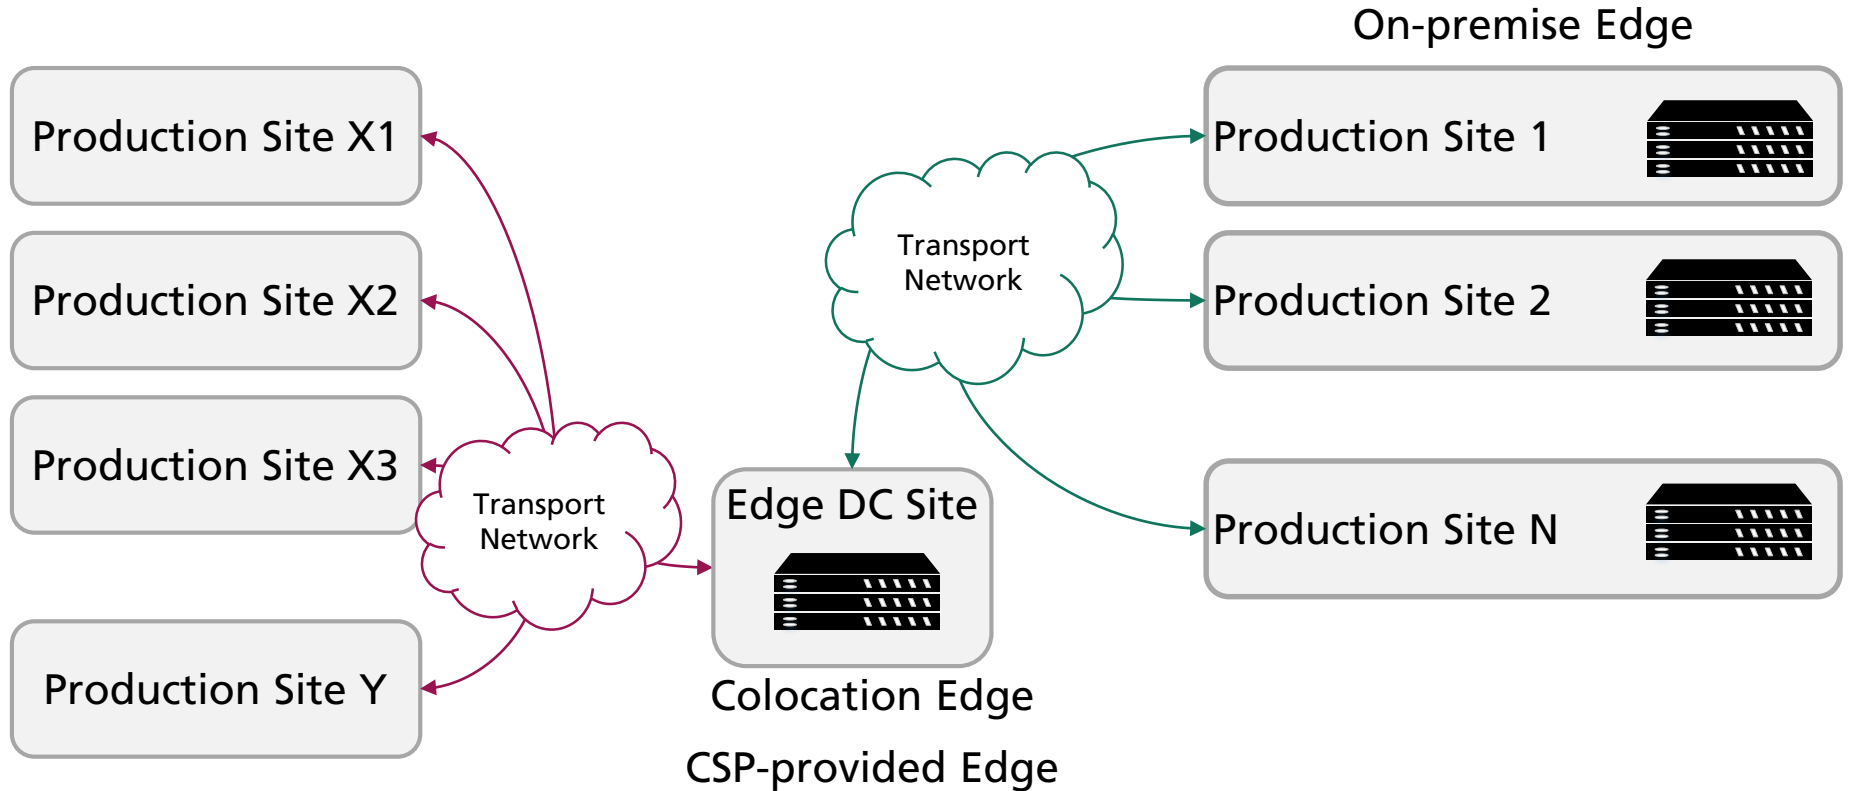 On-premise Edge
Production Site X1
Production Site X2
Production Site X3
Production Site Y
Transport
Network
Transport
Network
Edge DC Site
Colocation Edge
CSP-provided Edge
Production Site 1
Production Site 2
Production Site N